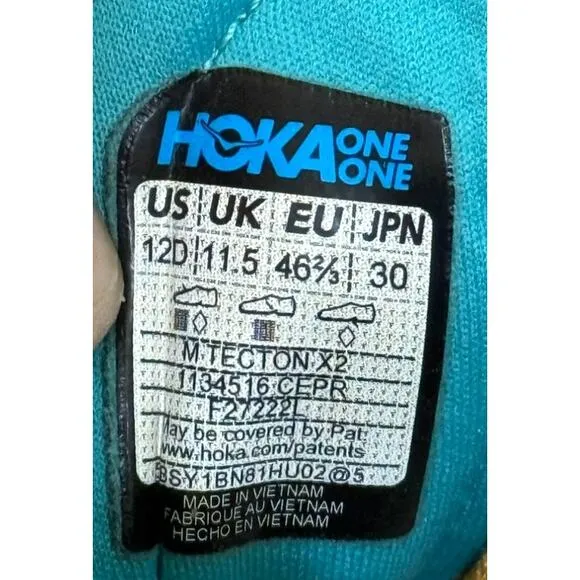 HOKA ONE ONE
US UK EU JPN
12D 11.5 46⅔ 30
M TECTON X2
1134516 CEPR
F27222L
May be covered by Pat.
www.hoka.com/patents
BSY1BN81HU02@5
MADE IN VIETNAM
FABRIQUE AU VIETNAM
HECHO EN VIETNAM